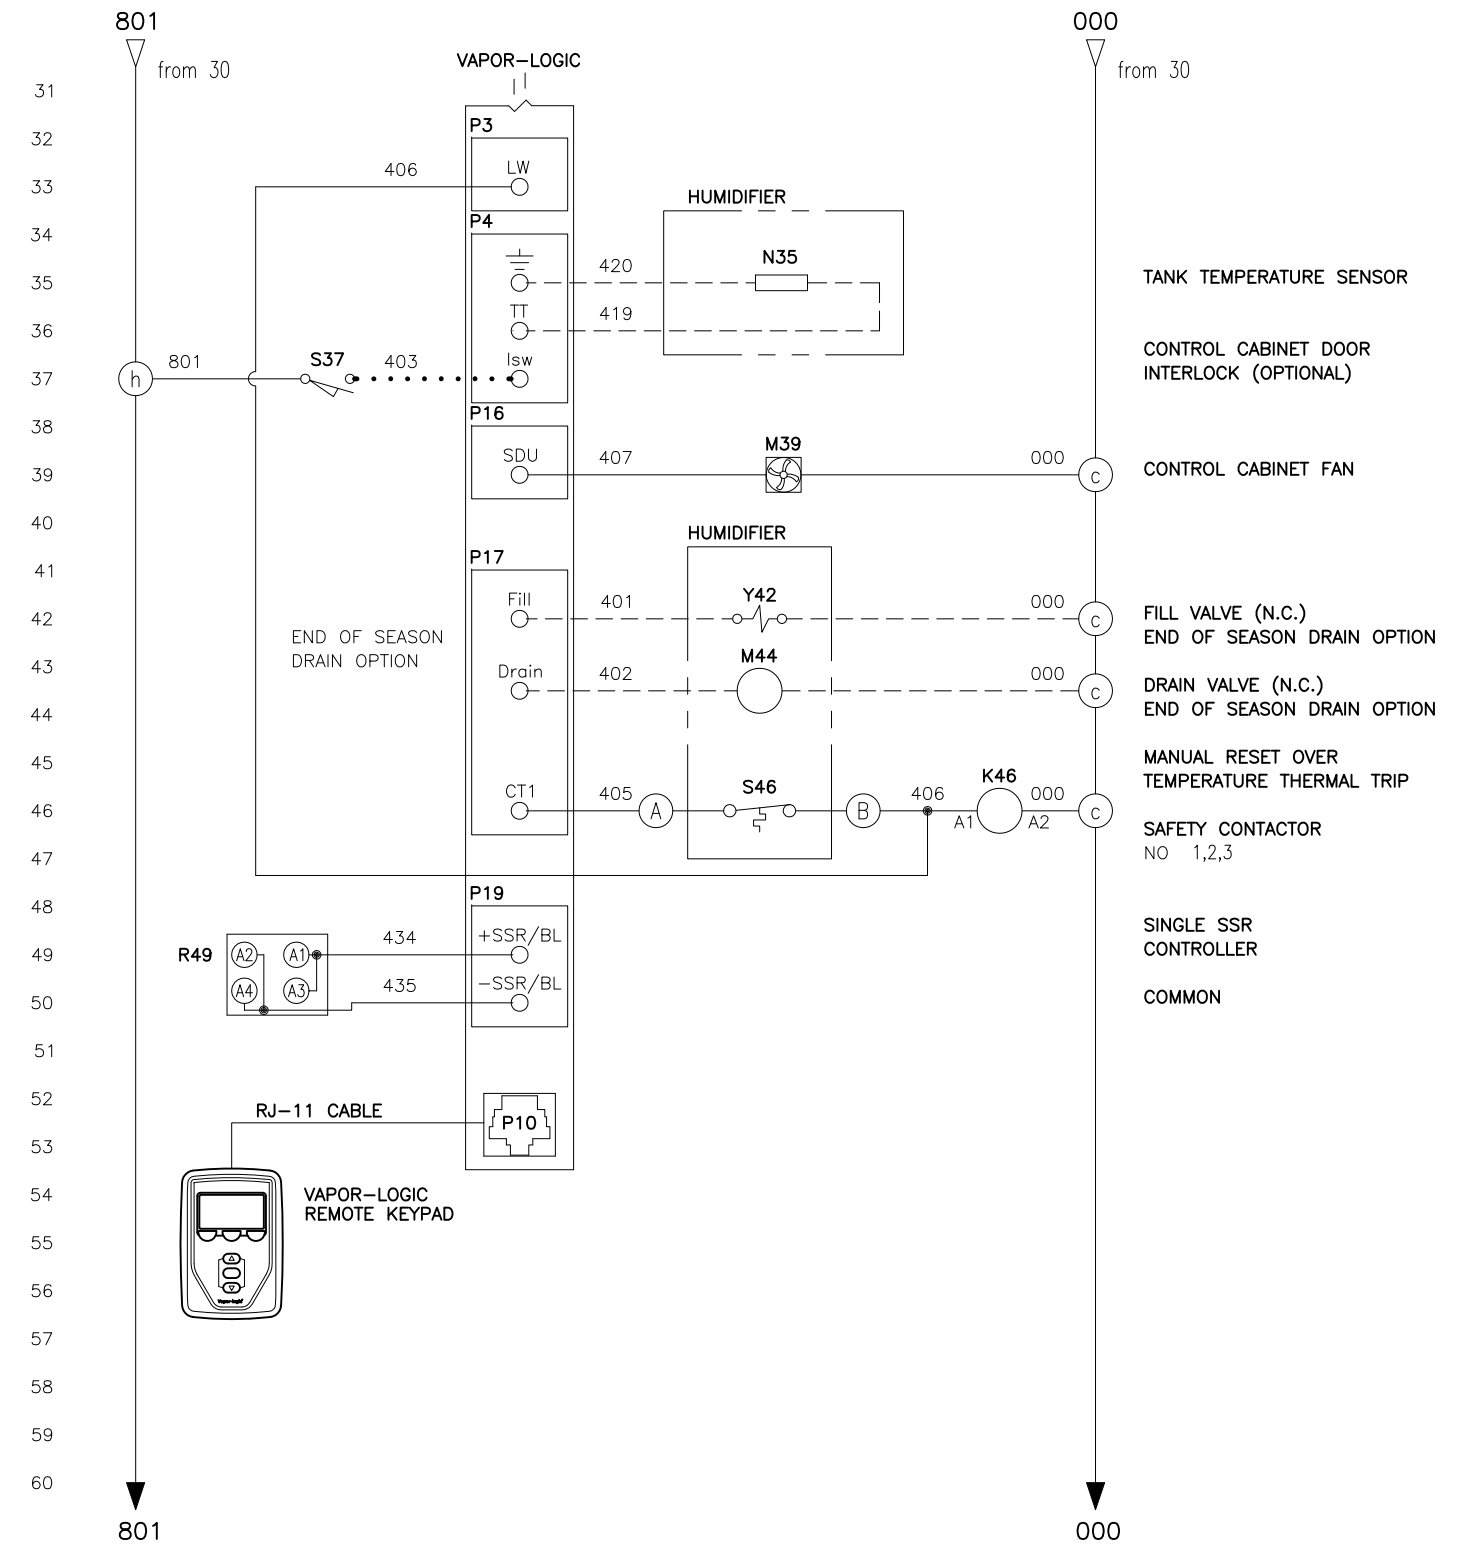 801
000
from 30
from 30
VAPOR-LOGIC
31
P3
32
LW
406
33
HUMIDIFIER
P4
34
N35
420
35
TANK TEMPERATURE SENSOR
TT
419
36
CONTROL CABINET DOOR
INTERLOCK (OPTIONAL)
801
S37
403
Isw
h
37
P16
38
M39
SDU
407
000
39
c
CONTROL CABINET FAN
40
HUMIDIFIER
P17
41
Fill
401
Y42
000
42
c
FILL VALVE (N.C.)
END OF SEASON DRAIN OPTION
END OF SEASON
DRAIN OPTION
43
M44
Drain
402
000
c
DRAIN VALVE (N.C.)
END OF SEASON DRAIN OPTION
44
45
MANUAL RESET OVER
TEMPERATURE THERMAL TRIP
CT1
405
S46
406
K46
000
46
A
B
A1
A2
c
SAFETY CONTACTOR
NO 1,2,3
47
P19
48
SINGLE SSR
CONTROLLER
434
+SSR/BL
49
R49
A2
A1
435
-SSR/BL
A4
A3
50
COMMON
51
52
RJ-11 CABLE
P10
53
54
VAPOR-LOGIC
REMOTE KEYPAD
55
56
Vapor-logic
57
58
59
60
801
000